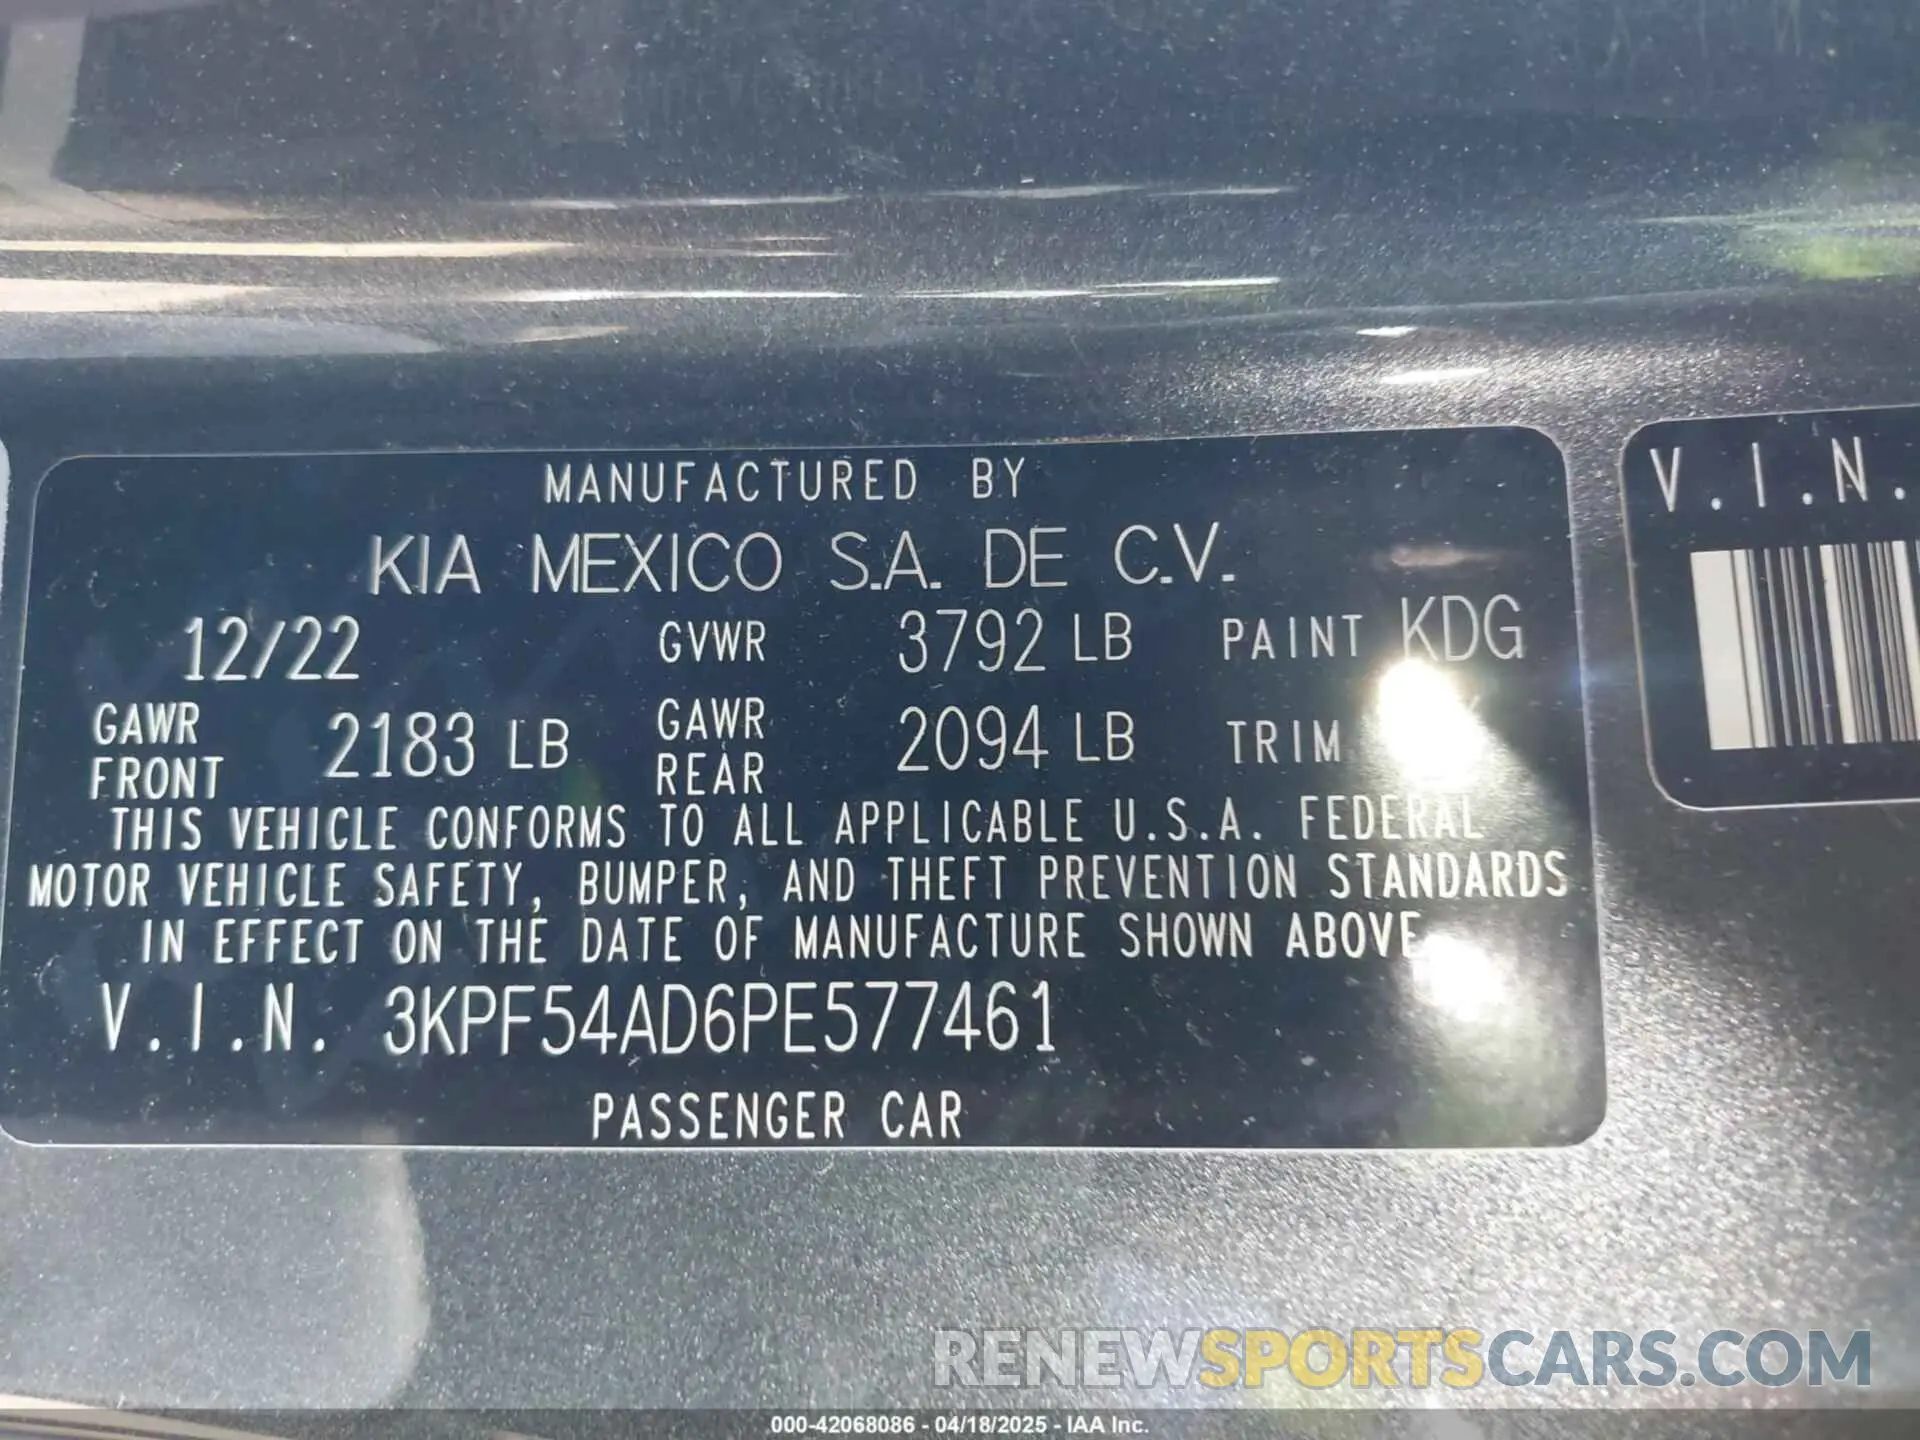 MANUFACTURED BY
KIA MEXICO S.A. DE C.V.
12/22 GVWR 3792 LB PAINT KDG
GAWR FRONT 2183 LB GAWR REAR 2094 LB TRIM
THIS VEHICLE CONFORMS TO ALL APPLICABLE U.S.A. FEDERAL
MOTOR VEHICLE SAFETY, BUMPER, AND THEFT PREVENTION STANDARDS
IN EFFECT ON THE DATE OF MANUFACTURE SHOWN ABOVE.
V.I.N. 3KPF54AD6PE577461
PASSENGER CAR
V.I.N.
RENEWSPORTSCARS.COM
000-42068086 - 04/18/2025 - IAA Inc.